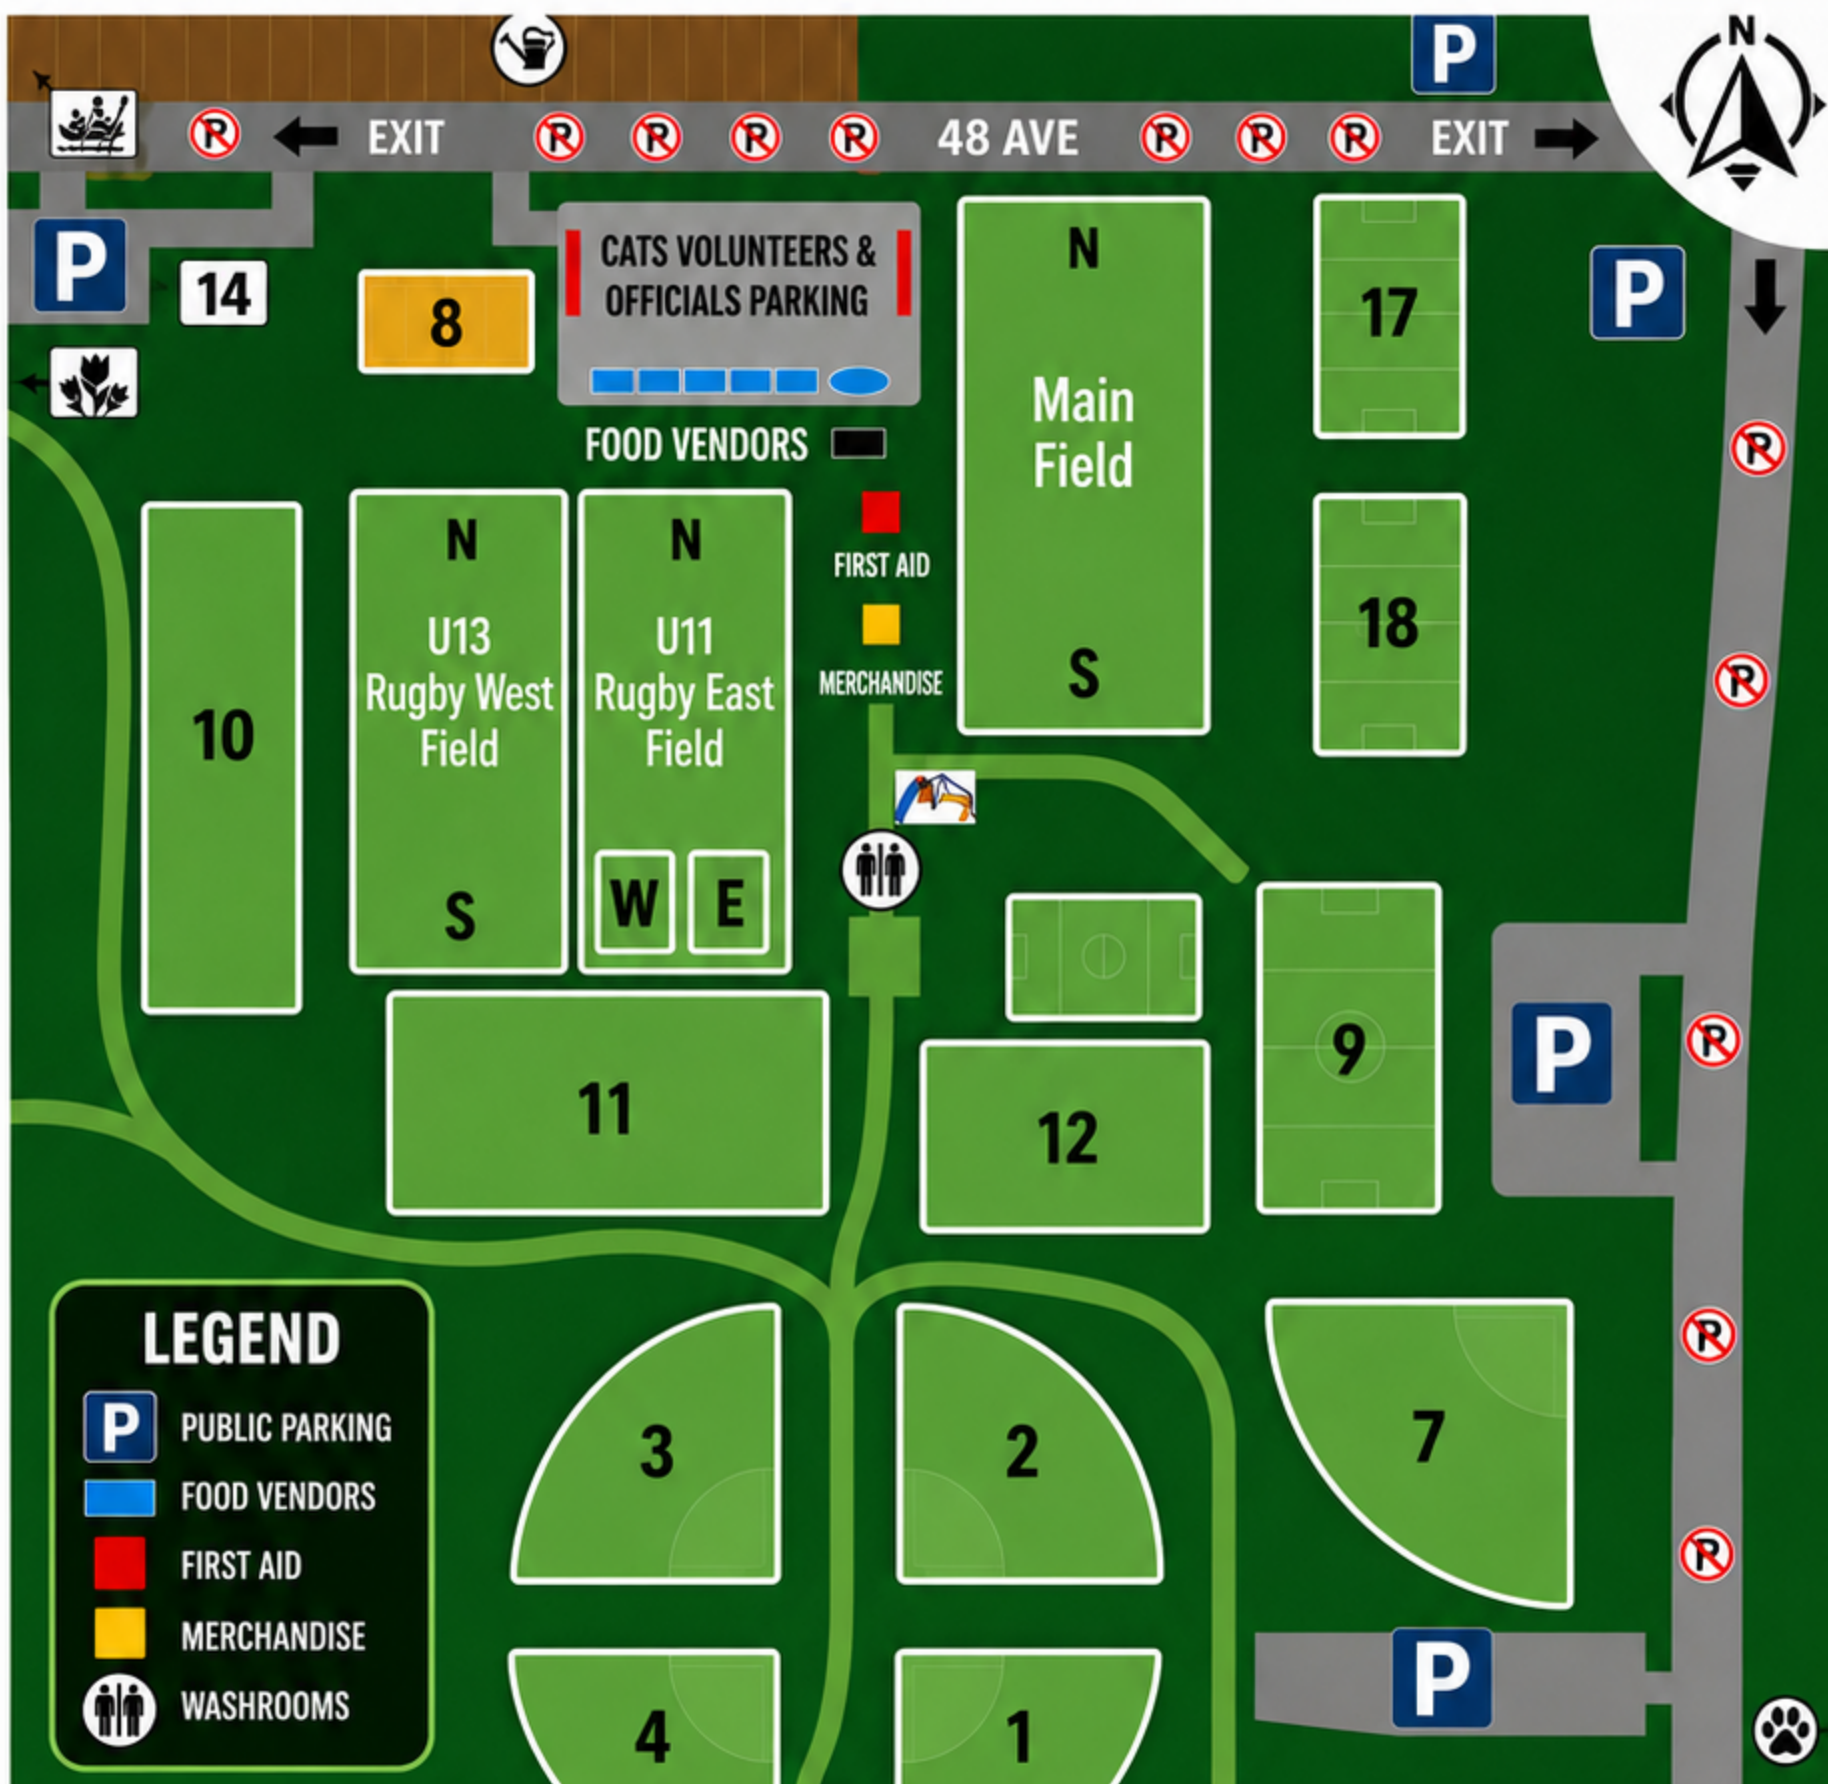 N
P
P EXIT P P P P 48 AVE P P P EXIT
P
14
8
CATS VOLUNTEERS &
OFFICIALS PARKING
FOOD VENDORS
N
Main
Field
S
17
P
P
18
P
FIRST AID
MERCHANDISE
10
N
U13
Rugby West
Field
S
N
U11
Rugby East
Field
W E
11
12
9
P
P
P
3
2
7
P
4
1
P
LEGEND
P PUBLIC PARKING
FOOD VENDORS
FIRST AID
MERCHANDISE
WASHROOMS